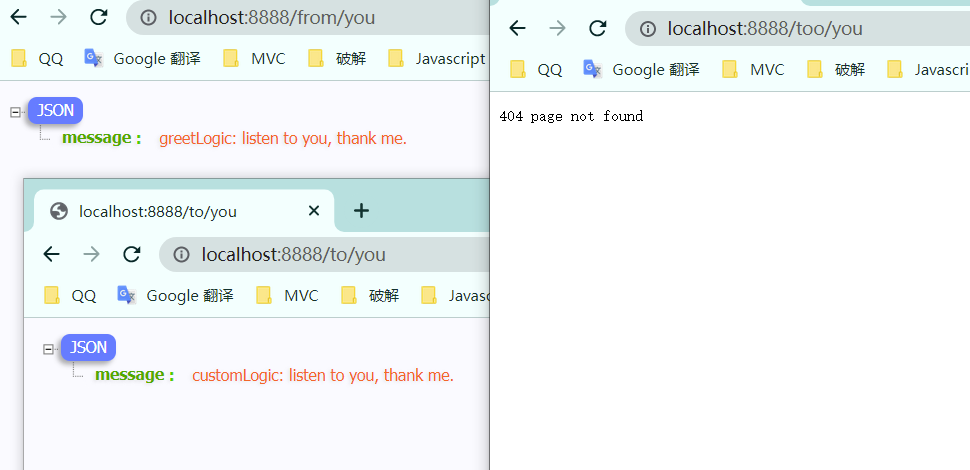 localhost:8888/from/you
QQ Google 翻译 MVC 破解 Javascript
JSON
message : greetLogic: listen to you, thank me.
localhost:8888/to/you
localhost:8888/to/you
QQ Google 翻译 MVC 破解 Javasc
JSON
message : customLogic: listen to you, thank me.
localhost:8888/too/you
QQ Google 翻译 MVC 破解 Javascri
404 page not found